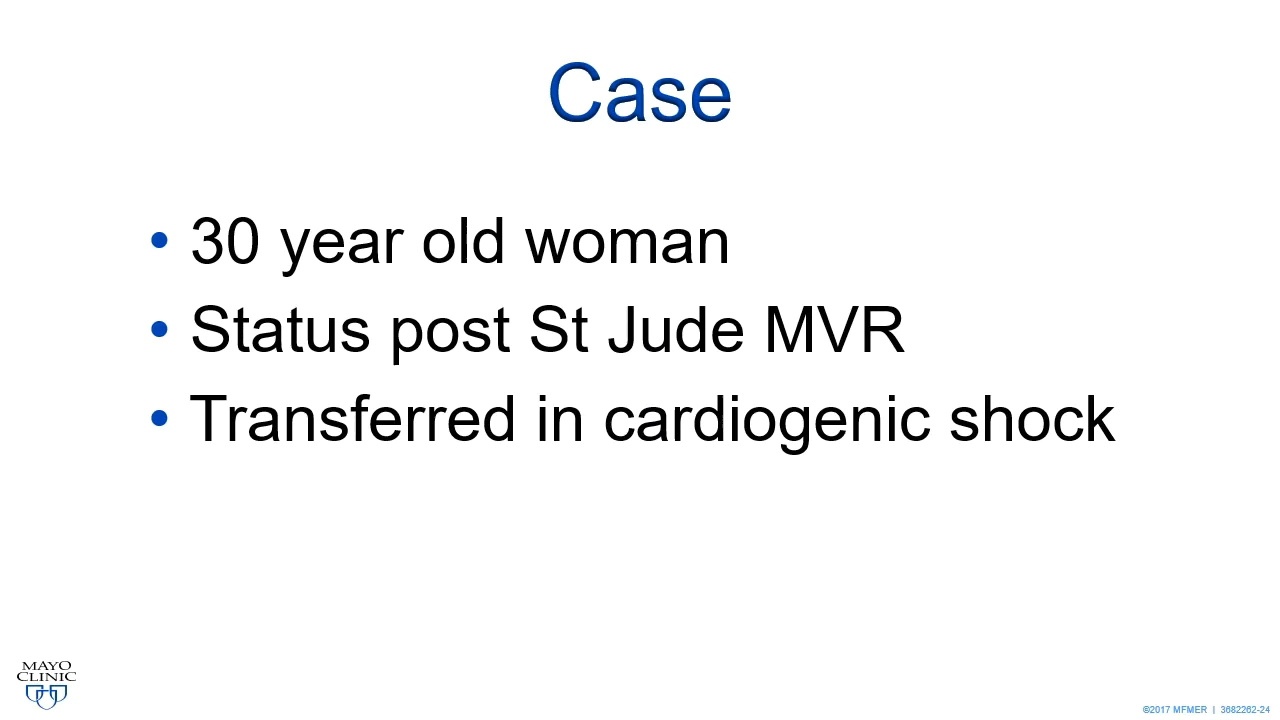 Case
• 30 year old woman
• Status post St Jude MVR
• Transferred in cardiogenic shock
MAYO
CLINIC
©2017 MFMER | 3682262-24